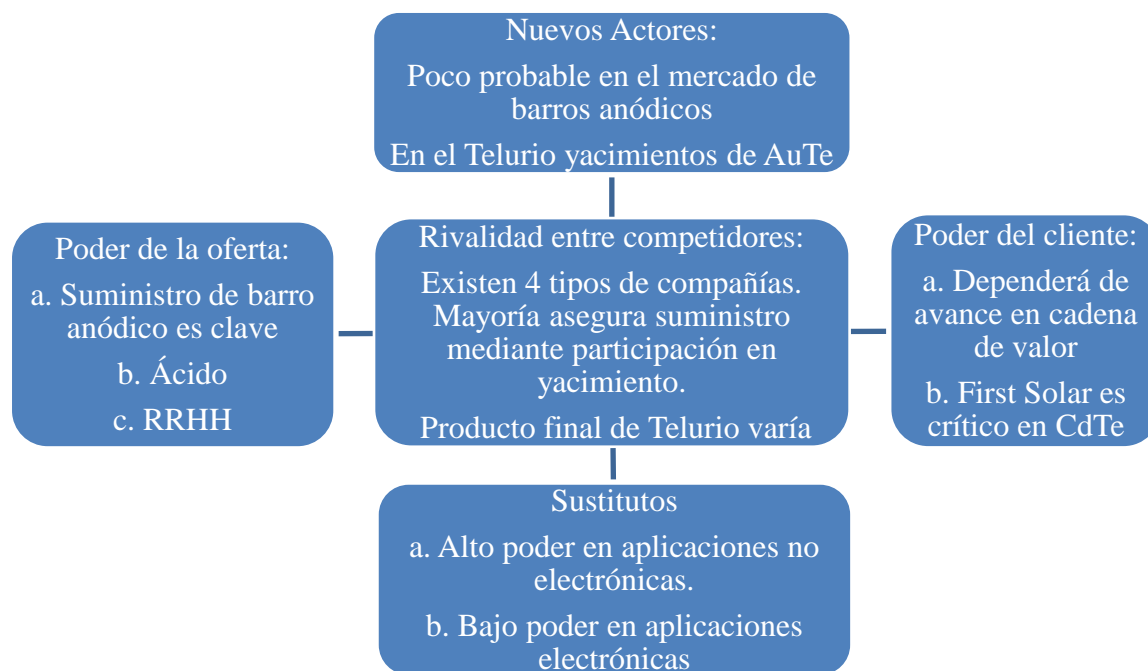 Nuevos Actores:
Poco probable en el mercado de
barros anódicos
En el Telurio yacimientos de AuTe
Poder de la oferta:
a. Suministro de barro
anódico es clave
b. Ácido
c. RRHH
Rivalidad entre competidores:
Existen 4 tipos de compañías.
Mayoría asegura suministro
mediante participación en
yacimiento.
Producto final de Telurio varía
Poder del cliente:
a. Dependerá de
avance en cadena
de valor
b. First Solar es
crítico en CdTe
Sustitutos
a. Alto poder en aplicaciones no
electrónicas.
b. Bajo poder en aplicaciones
electrónicas